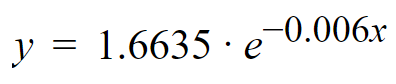 y = 1.6635 · e^{−0.006x}